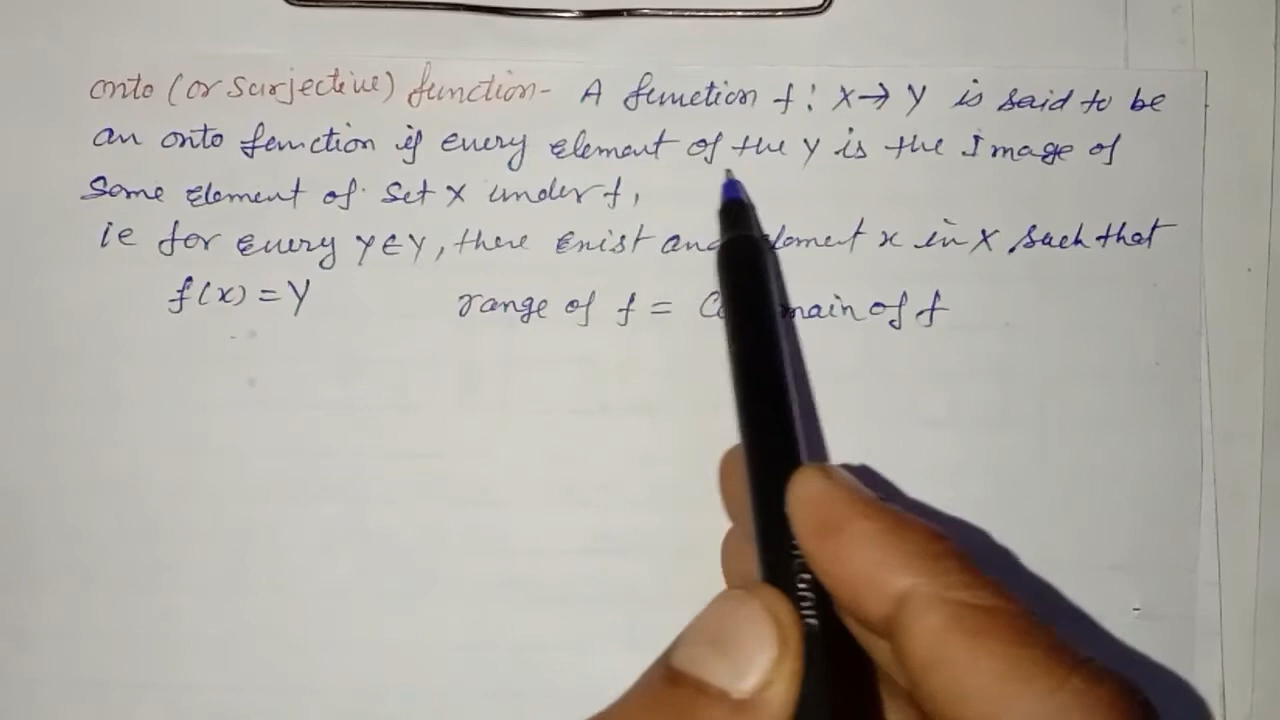 onto (or surjective) function- A function f: X→Y is said to be
an onto function if every element of the Y is the Image of
Some Element of Set X under f,
ie for every Y∈Y, there Exist an element x in X such that
f(x) = Y range of f = main of f